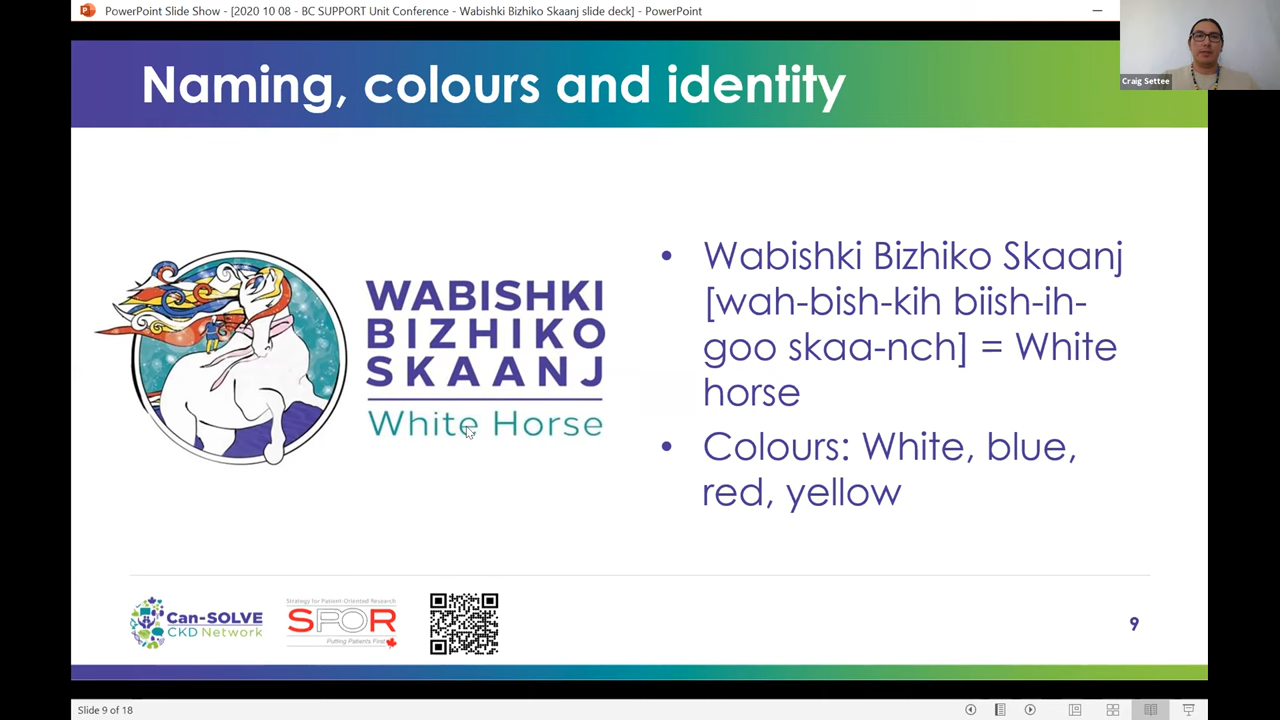 PowerPoint Slide Show - [2020 10 08 - BC SUPPORT Unit Conference - Wabishki Bizhiko Skaanj slide deck] - PowerPoint
Craig Settee
Naming, colours and identity
WABISHKI
BIZHIKO
SKAANJ
White Horse
• Wabishki Bizhiko Skaanj
[wah-bish-kih biish-ih-
goo skaa-nch] = White
horse
• Colours: White, blue,
red, yellow
Can-SOLVE
CKD Network
Strategy for Patient-Oriented Research
SPOR
Putting Patients First
9
Slide 9 of 18